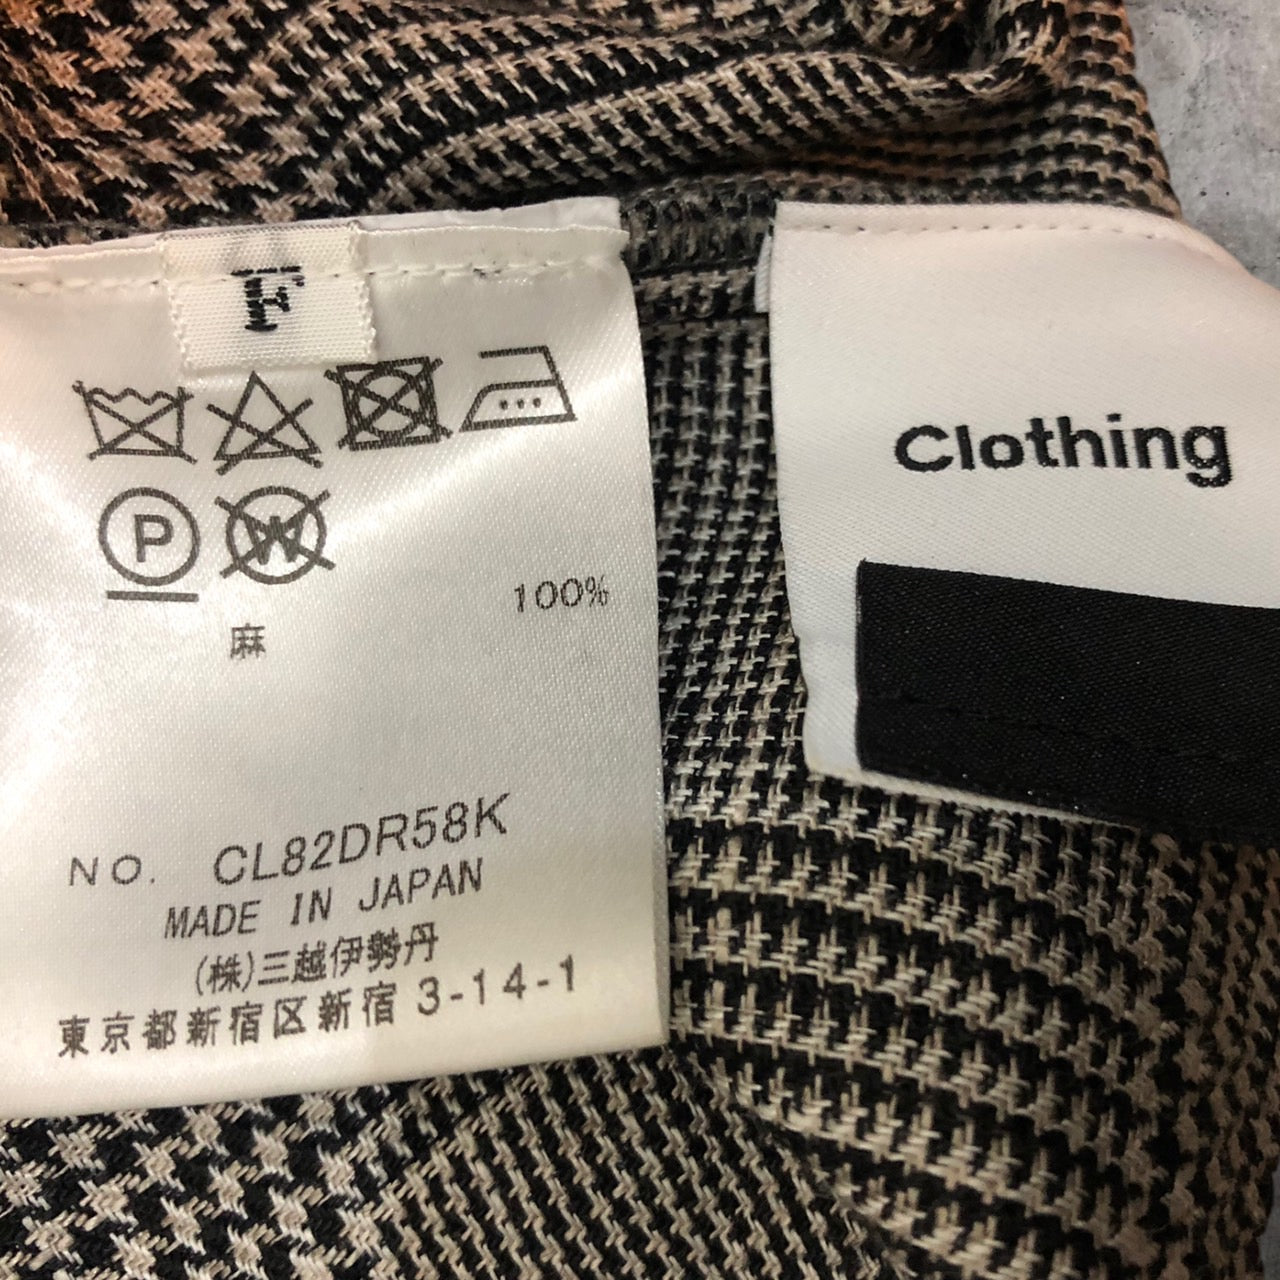 F
P
W
麻 100%
NO. CL82DR58K
MADE IN JAPAN
(株)三越伊勢丹
東京都新宿区新宿3-14-1
Clothing